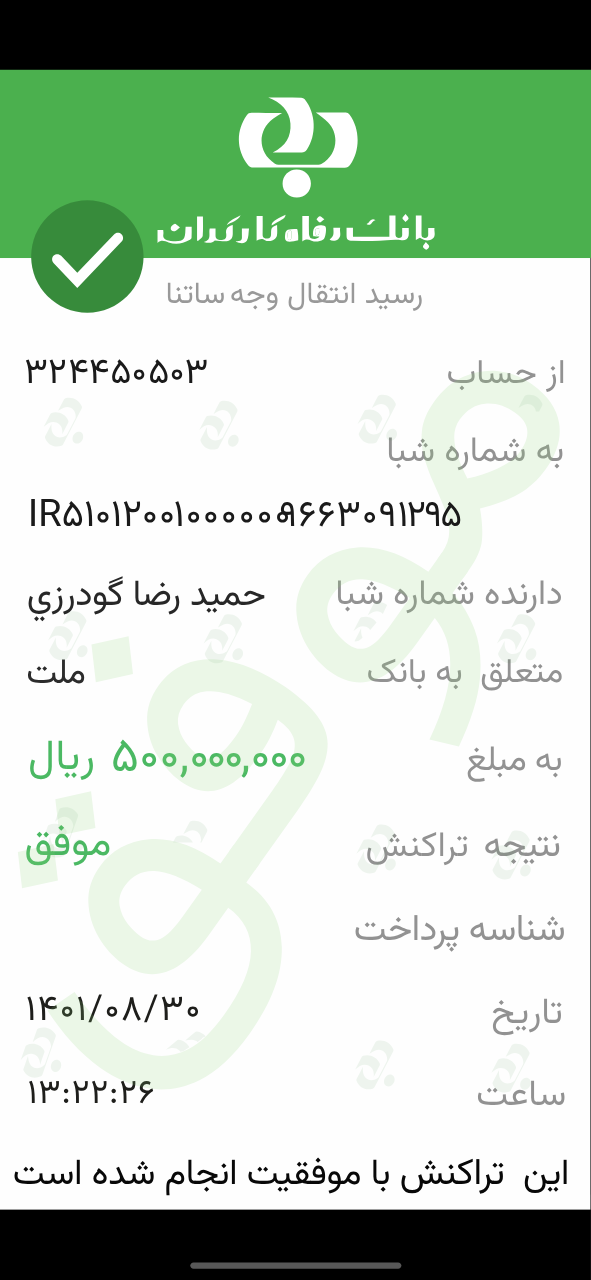 بانک رفاه کارگران
رسید انتقال وجه ساتنا
از حساب ۳۲۴۴۵۰۵۰۳
به شماره شبا
IR۵۱۰۱۲۰۰۱۰۰۰۰۰۰۹۶۶۳۰۹۱۲۹۵
دارنده شماره شبا حمید رضا گودرزي
متعلق به بانک ملت
به مبلغ ۵۰۰,۰۰۰,۰۰۰ ریال
نتیجه تراکنش موفق
شناسه پرداخت
تاریخ ۱۴۰۱/۰۸/۳۰
ساعت ۱۳:۲۲:۲۶
این تراکنش با موفقیت انجام شده است
موفق